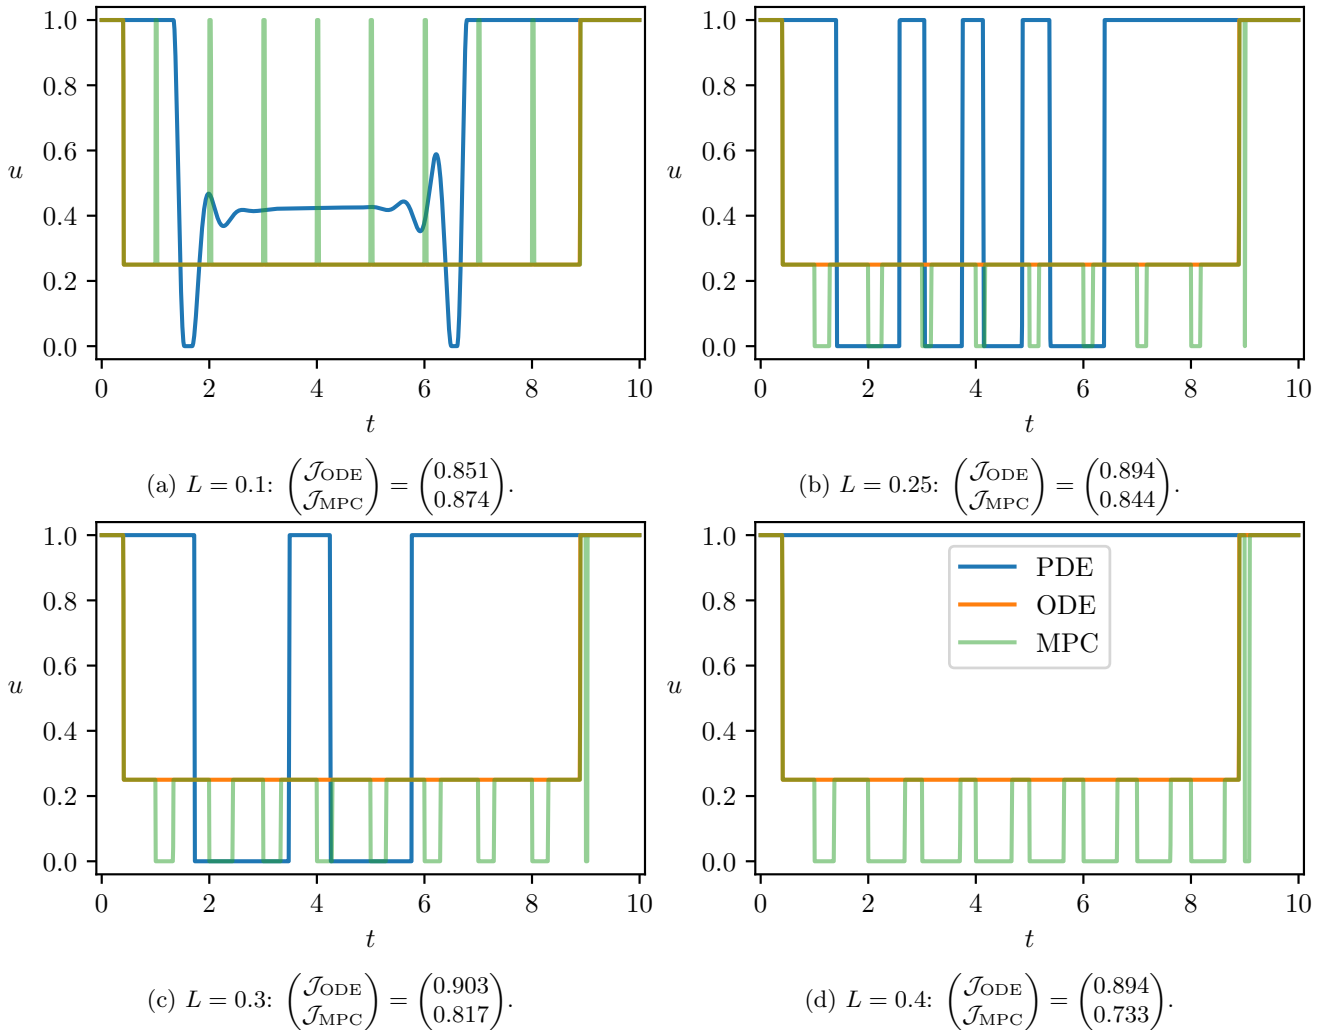 1.0
0.8
0.6
u
0.4
0.2
0.0
0 2 4 6 8 10
t
(a) L = 0.1: (𝒥ODE 𝒥MPC) = (0.851 0.874).
1.0
0.8
0.6
u
0.4
0.2
0.0
0 2 4 6 8 10
t
(b) L = 0.25: (𝒥ODE 𝒥MPC) = (0.894 0.844).
1.0
0.8
0.6
u
0.4
0.2
0.0
0 2 4 6 8 10
t
(c) L = 0.3: (𝒥ODE 𝒥MPC) = (0.903 0.817).
1.0
0.8
0.6
u
0.4
0.2
0.0
PDE
ODE
MPC
0 2 4 6 8 10
t
(d) L = 0.4: (𝒥ODE 𝒥MPC) = (0.894 0.733).